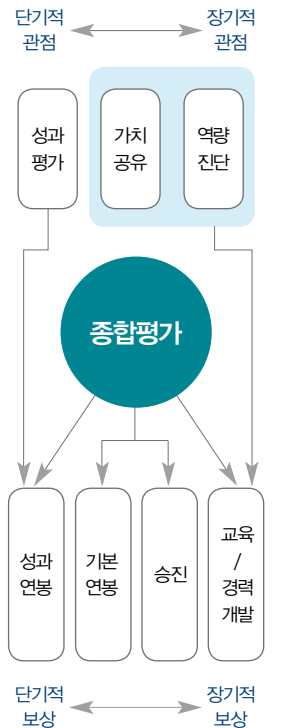 단기적
관점
장기적
관점
성과
평가
가치
공유
역량
진단
종합평가
성과
연봉
기본
연봉
승진
교육
/
경력
개발
단기적
보상
장기적
보상